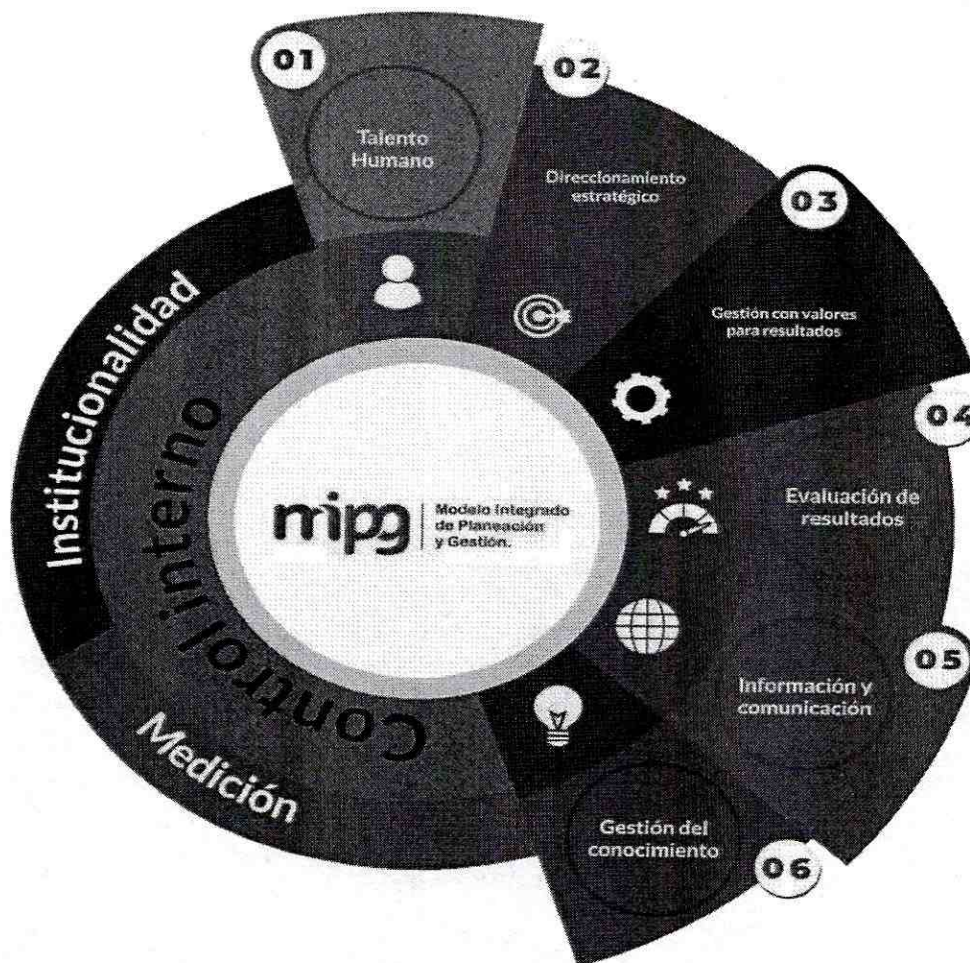 01
Talento
Humano
02
Direccionamiento
estratégico
03
Gestión con valores
para resultados
04
Evaluación de
resultados
05
Información y
comunicación
06
Gestión del
conocimiento
Institucionalidad
Control interno
Medición
mipg
Modelo Integrado
de Planeación
y Gestión.